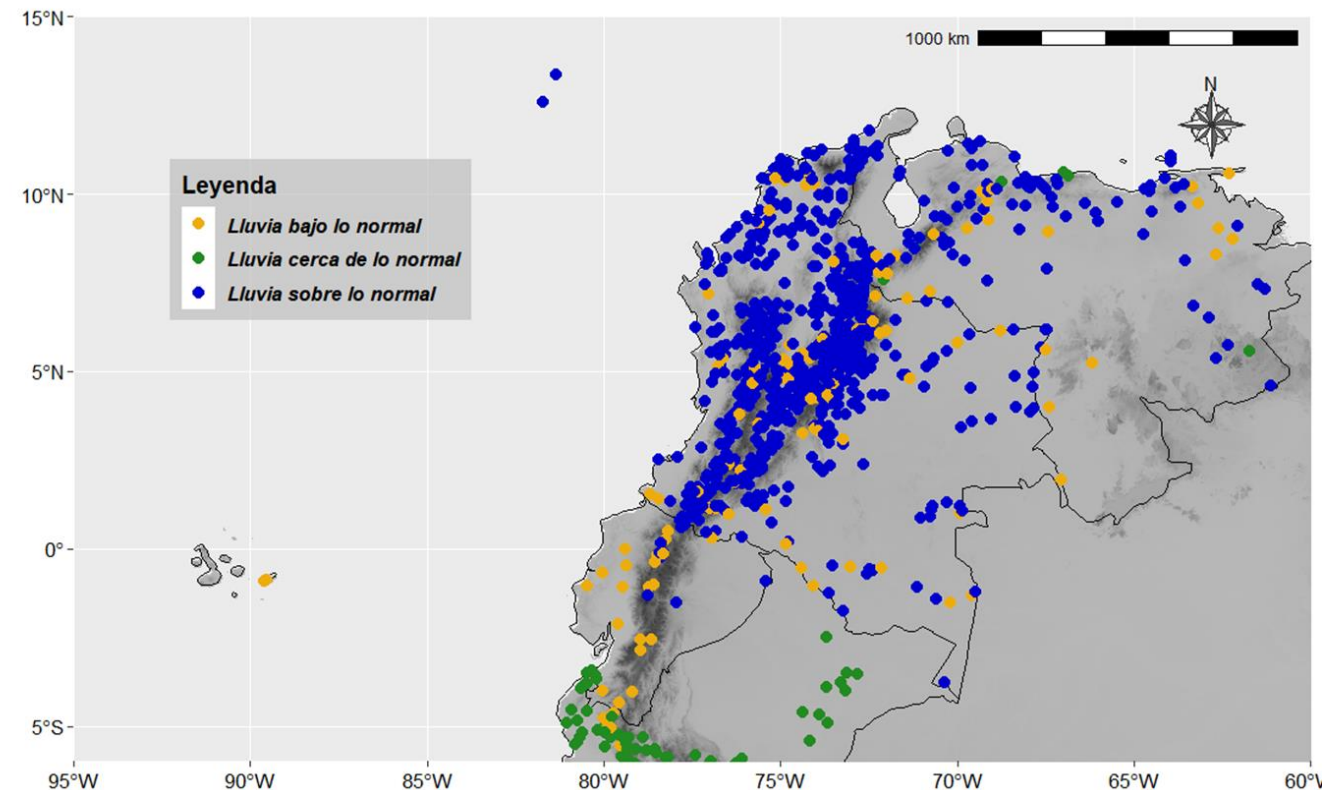 15°N
1000 km
N
Leyenda
Lluvia bajo lo normal
Lluvia cerca de lo normal
Lluvia sobre lo normal
10°N
5°N
0°
5°S
95°W 90°W 85°W 80°W 75°W 70°W 65°W 60°